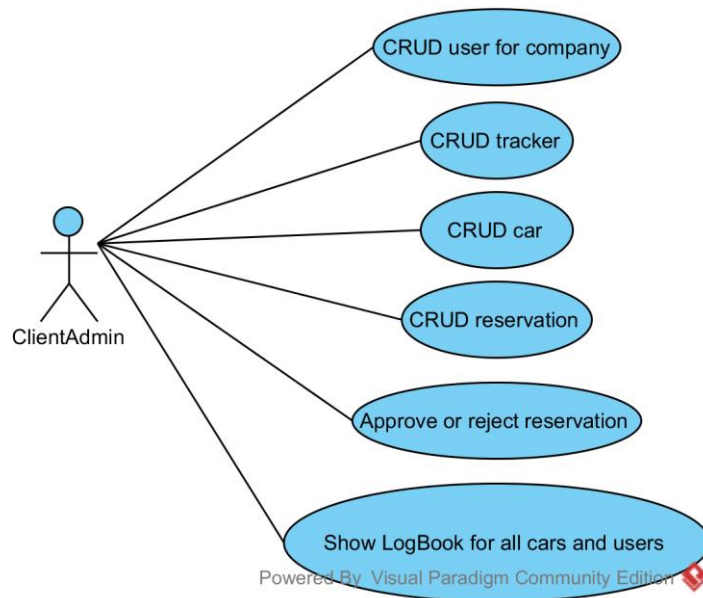 CRUD user for company
CRUD tracker
CRUD car
ClientAdmin
CRUD reservation
Approve or reject reservation
Show LogBook for all cars and users
Powered By Visual Paradigm Community Edition